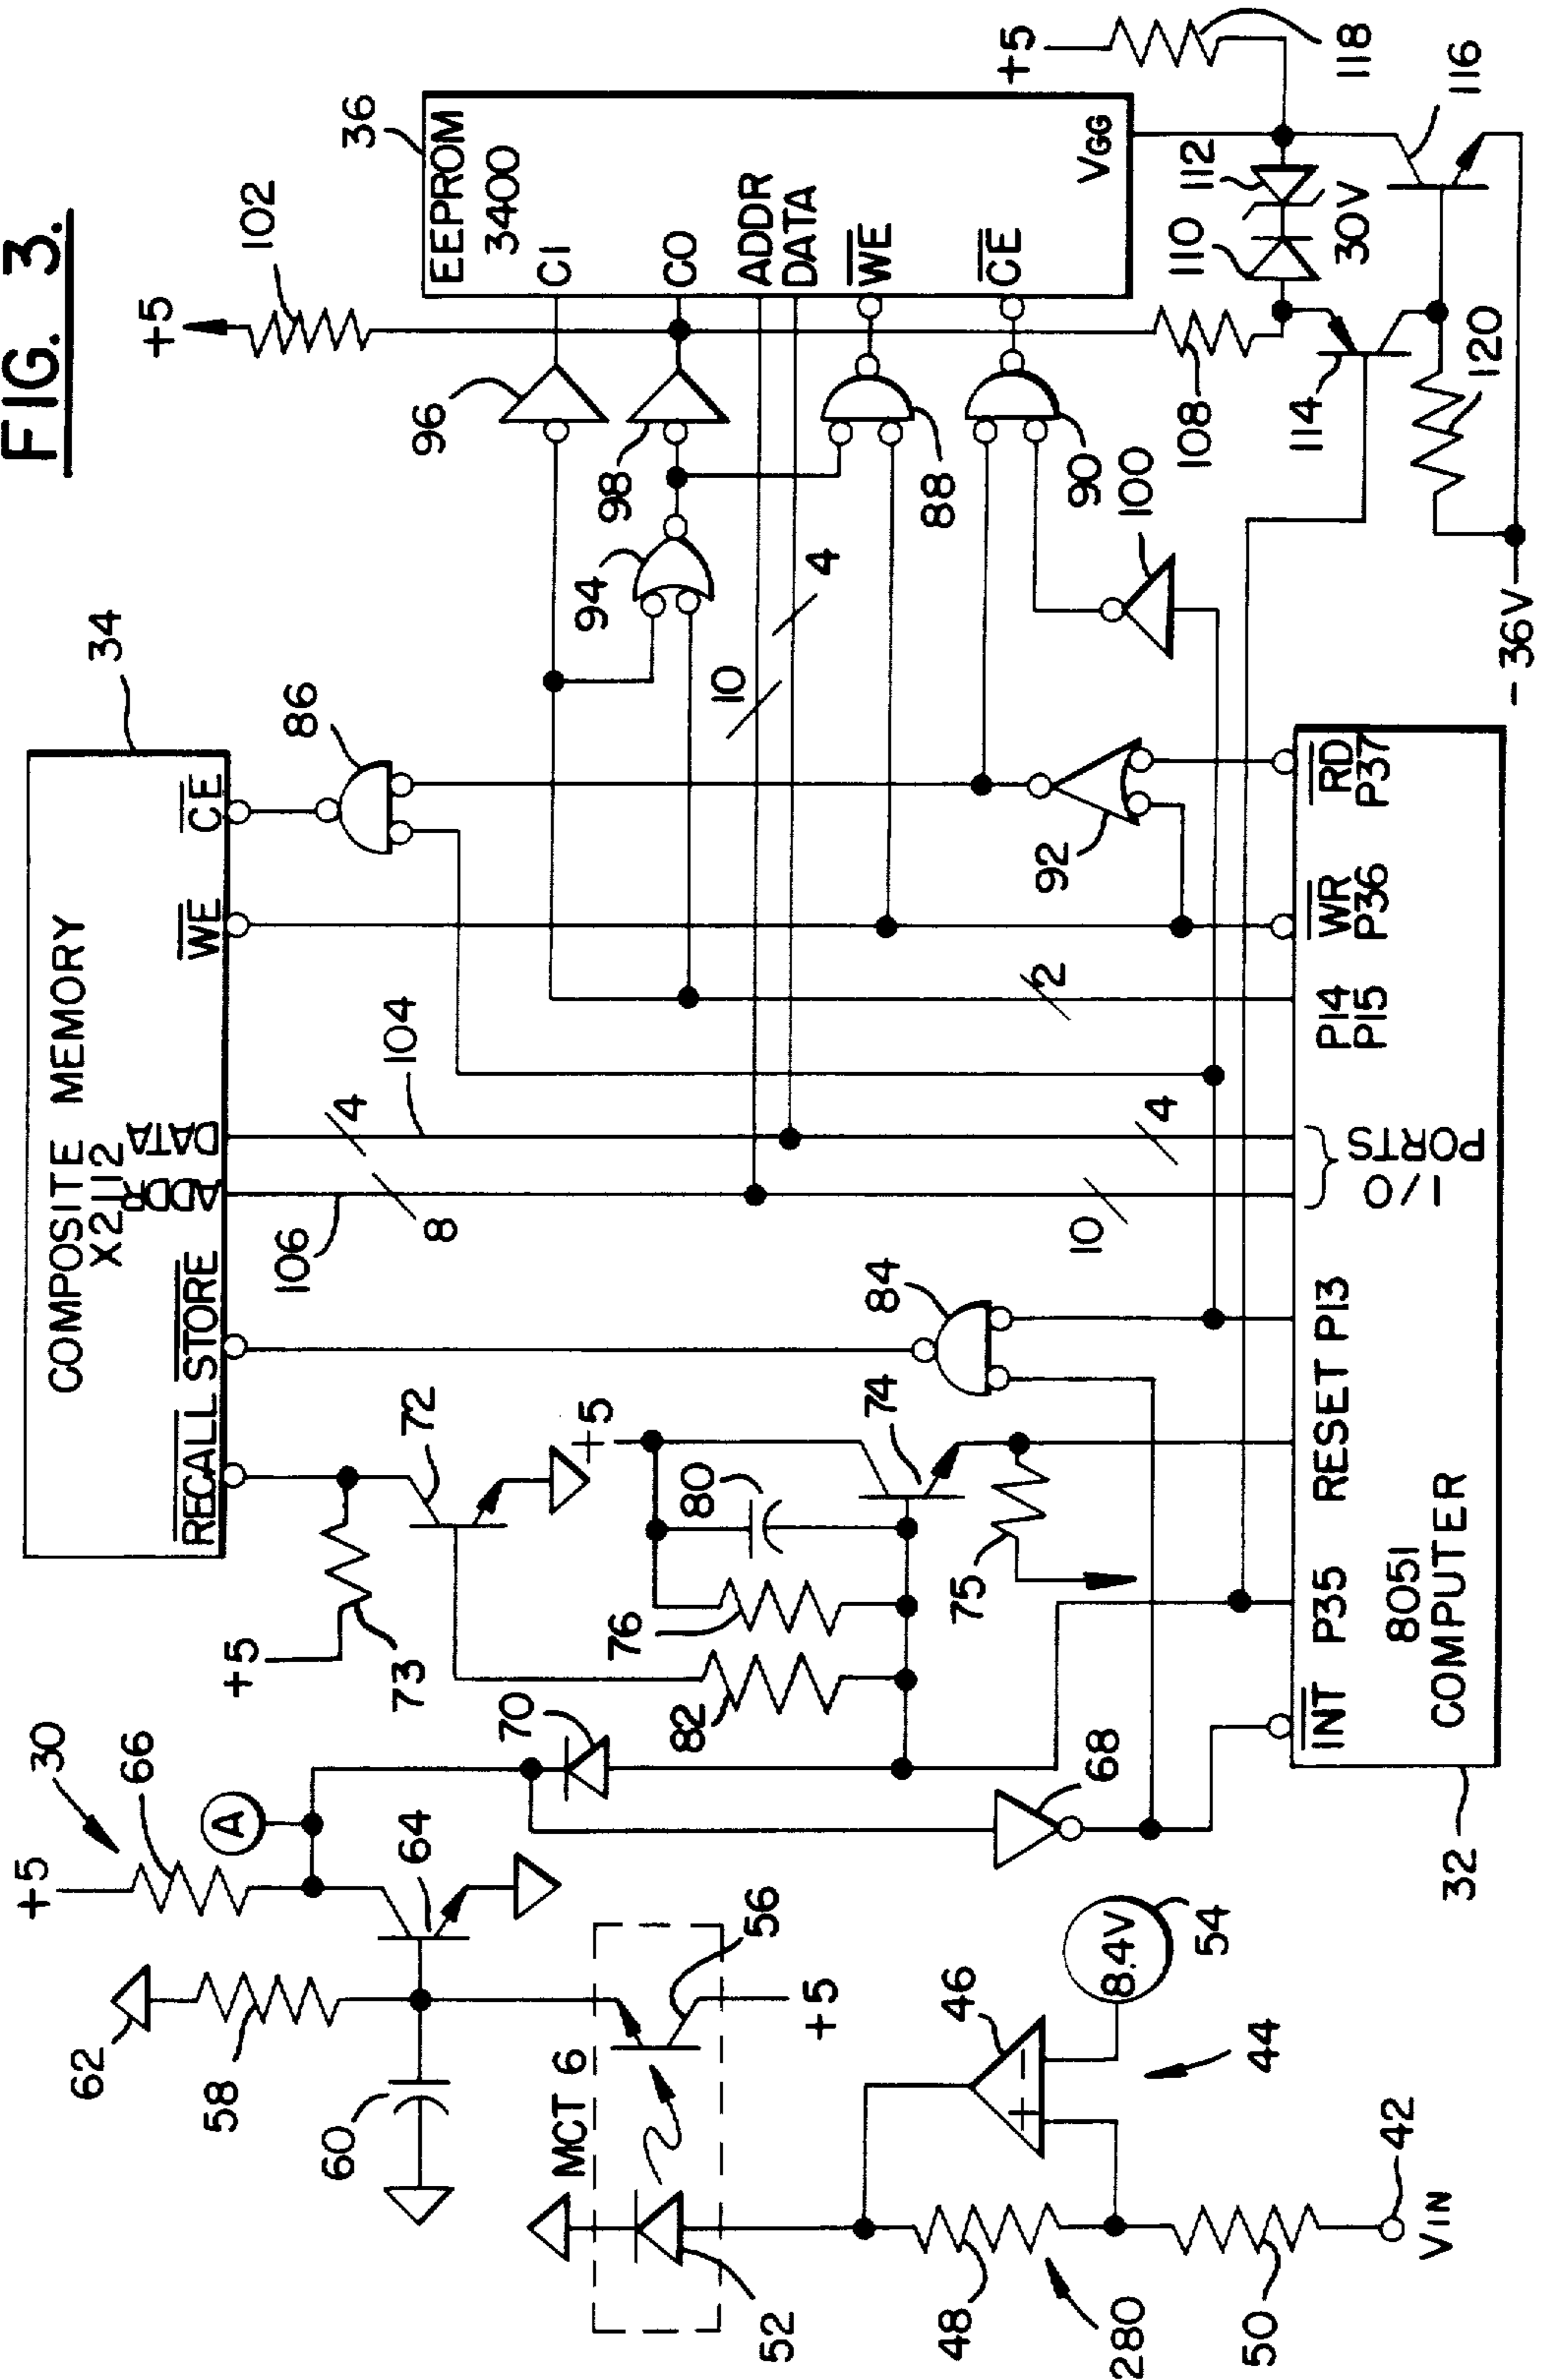 FIG. 3.
36
EEPROM
3400
C1
C0
ADDR
DATA
WE
CE
VGG
+5
118
102
+5
96
98
94
88
90
100
108
110
112
30V
114
116
120
-36V
4
10
34
COMPOSITE MEMORY
X2112
RECALL
STORE
ADDR
DATA
WE
CE
86
92
104
106
4
8
2
4
10
84
72
73
+5
+5
80
74
76
75
82
70
68
30
66
+5
A
64
62
58
60
MCT 6
56
+5
52
46
8.4V
54
44
48
280
50
42
VIN
INT
P35
RESET
P13
I/O
PORTS
P14
P15
WR
P36
RD
P37
8051
COMPUTER
32